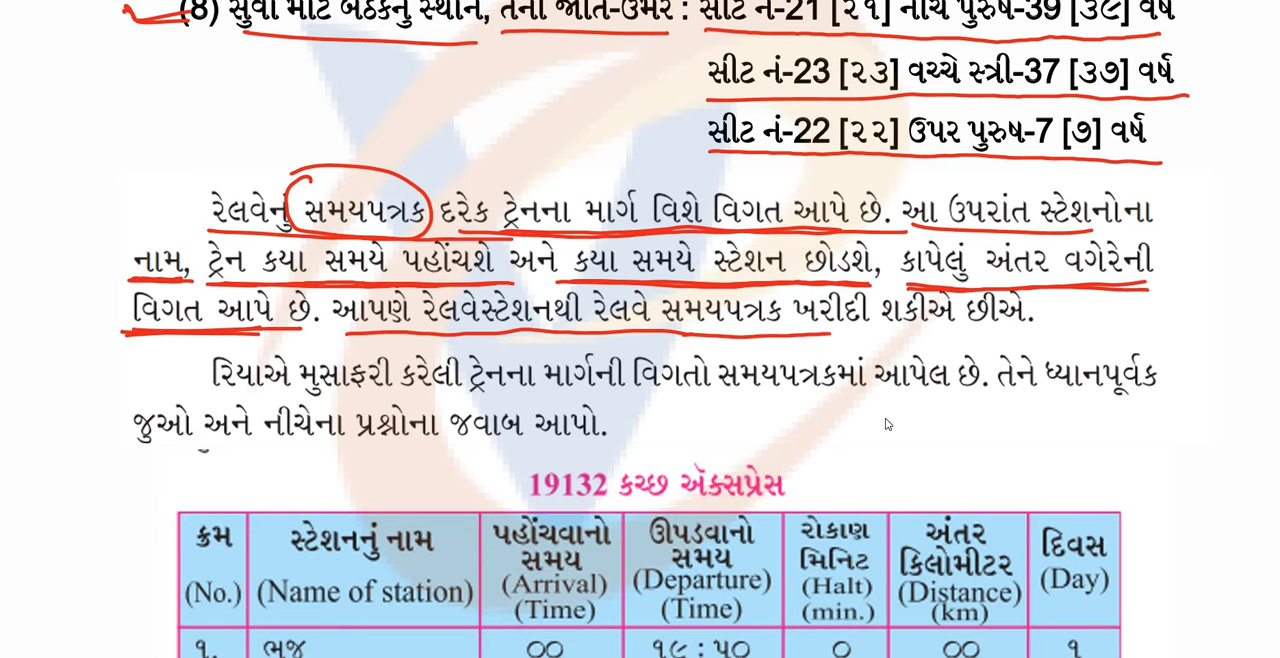 (8) સુવા માટે બેઠકનું સ્થાન, તેની જાતિ-ઉંમર : સીટ નં-21 [૨૧] નીચે પુરુષ-39 [૩૯] વર્ષ
સીટ નં-23 [૨૩] વચ્ચે સ્ત્રી-37 [૩૭] વર્ષ
સીટ નં-22 [૨૨] ઉપર પુરુષ-7 [૭] વર્ષ
રેલવેનું સમયપત્રક દરેક ટ્રેનના માર્ગ વિશે વિગત આપે છે. આ ઉપરાંત સ્ટેશનોના
નામ, ટ્રેન કયા સમયે પહોંચશે અને કયા સમયે સ્ટેશન છોડશે, કાપેલું અંતર વગેરેની
વિગત આપે છે. આપણે રેલવેસ્ટેશનથી રેલવે સમયપત્રક ખરીદી શકીએ છીએ.
રિયાએ મુસાફરી કરેલી ટ્રેનના માર્ગની વિગતો સમયપત્રકમાં આપેલ છે. તેને ધ્યાનપૂર્વક
જુઓ અને નીચેના પ્રશ્નોના જવાબ આપો.
19132 કચ્છ ઍક્સપ્રેસ
ક્રમ (No.) સ્ટેશનનું નામ (Name of station) પહોંચવાનો સમય (Arrival) (Time) ઊપડવાનો સમય (Departure) (Time) રોકાણ મિનિટ (Halt) (min.) અંતર કિલોમીટર (Distance) (km) દિવસ (Day)
૧. ભુજ ૦૦ ૧૯ : ૫૦ ૦ ૦૦ ૧